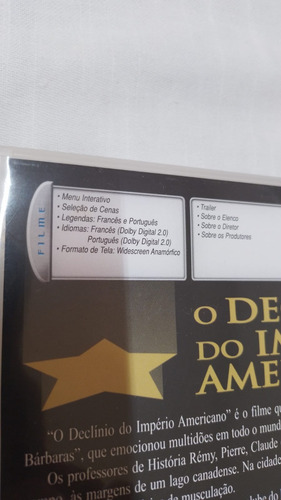 FILME
• Menu Interativo
• Seleção de Cenas
• Legendas: Francês e Português
• Idiomas: Francês (Dolby Digital 2.0)
Português (Dolby Digital 2.0)
• Formato de Tela: Widescreen Anamórfico
• Trailer
• Sobre o Elenco
• Sobre o Diretor
• Sobre os Produtores
O DE
DO IM
AME
"O Declínio do Império Americano" é o filme q
Bárbaras", que emocionou multidões em todo o mund
Os professores de História Rémy, Pierre, Claude
às margens de um lago canadense. Na cidade
de musculação.